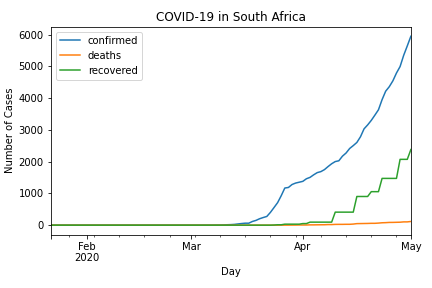 COVID-19 in South Africa
confirmed
deaths
recovered
Number of Cases
6000
5000
4000
3000
2000
1000
0
Feb
2020
Mar
Apr
May
Day